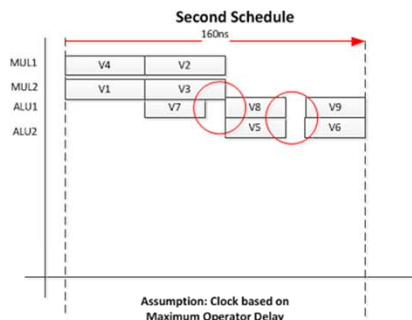 Second Schedule
160ns
MUL1 V4 V2
MUL2 V1 V3
ALU1 V7 V8 V9
ALU2 V5 V6
Assumption: Clock based on
Maximum Operator Delay